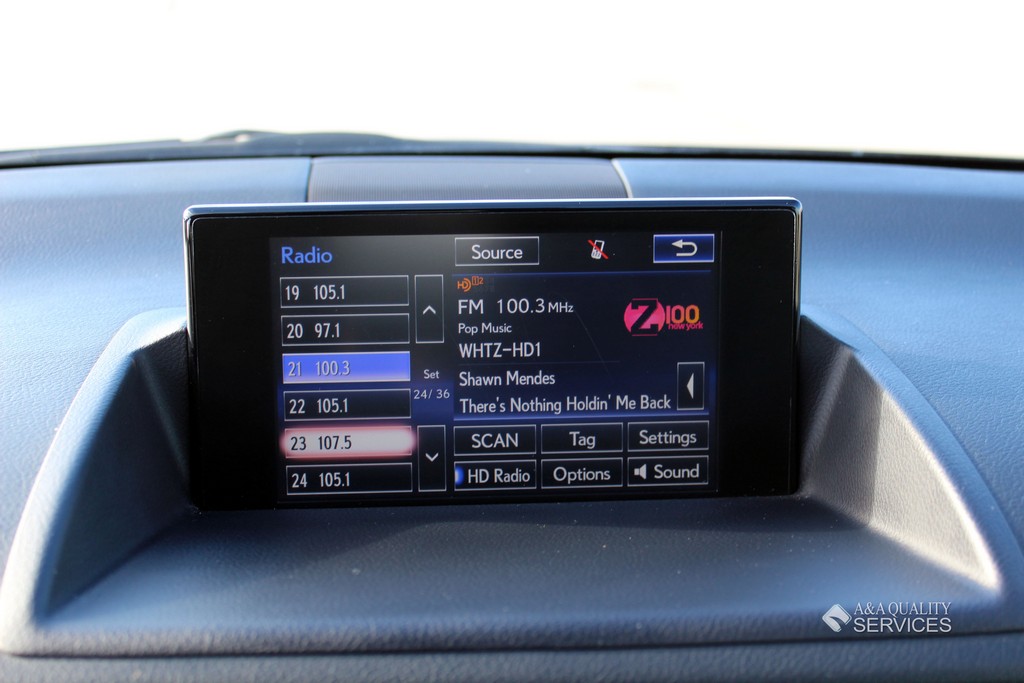 Radio
Source
19 105.1
20 97.1
21 100.3
22 105.1
23 107.5
24 105.1
Set
24/36
HD 2
FM 100.3 MHz
Pop Music
WHTZ-HD1
Shawn Mendes
There's Nothing Holdin' Me Back
Z100
new york
SCAN
Tag
Settings
HD Radio
Options
Sound
A&A QUALITY
SERVICES